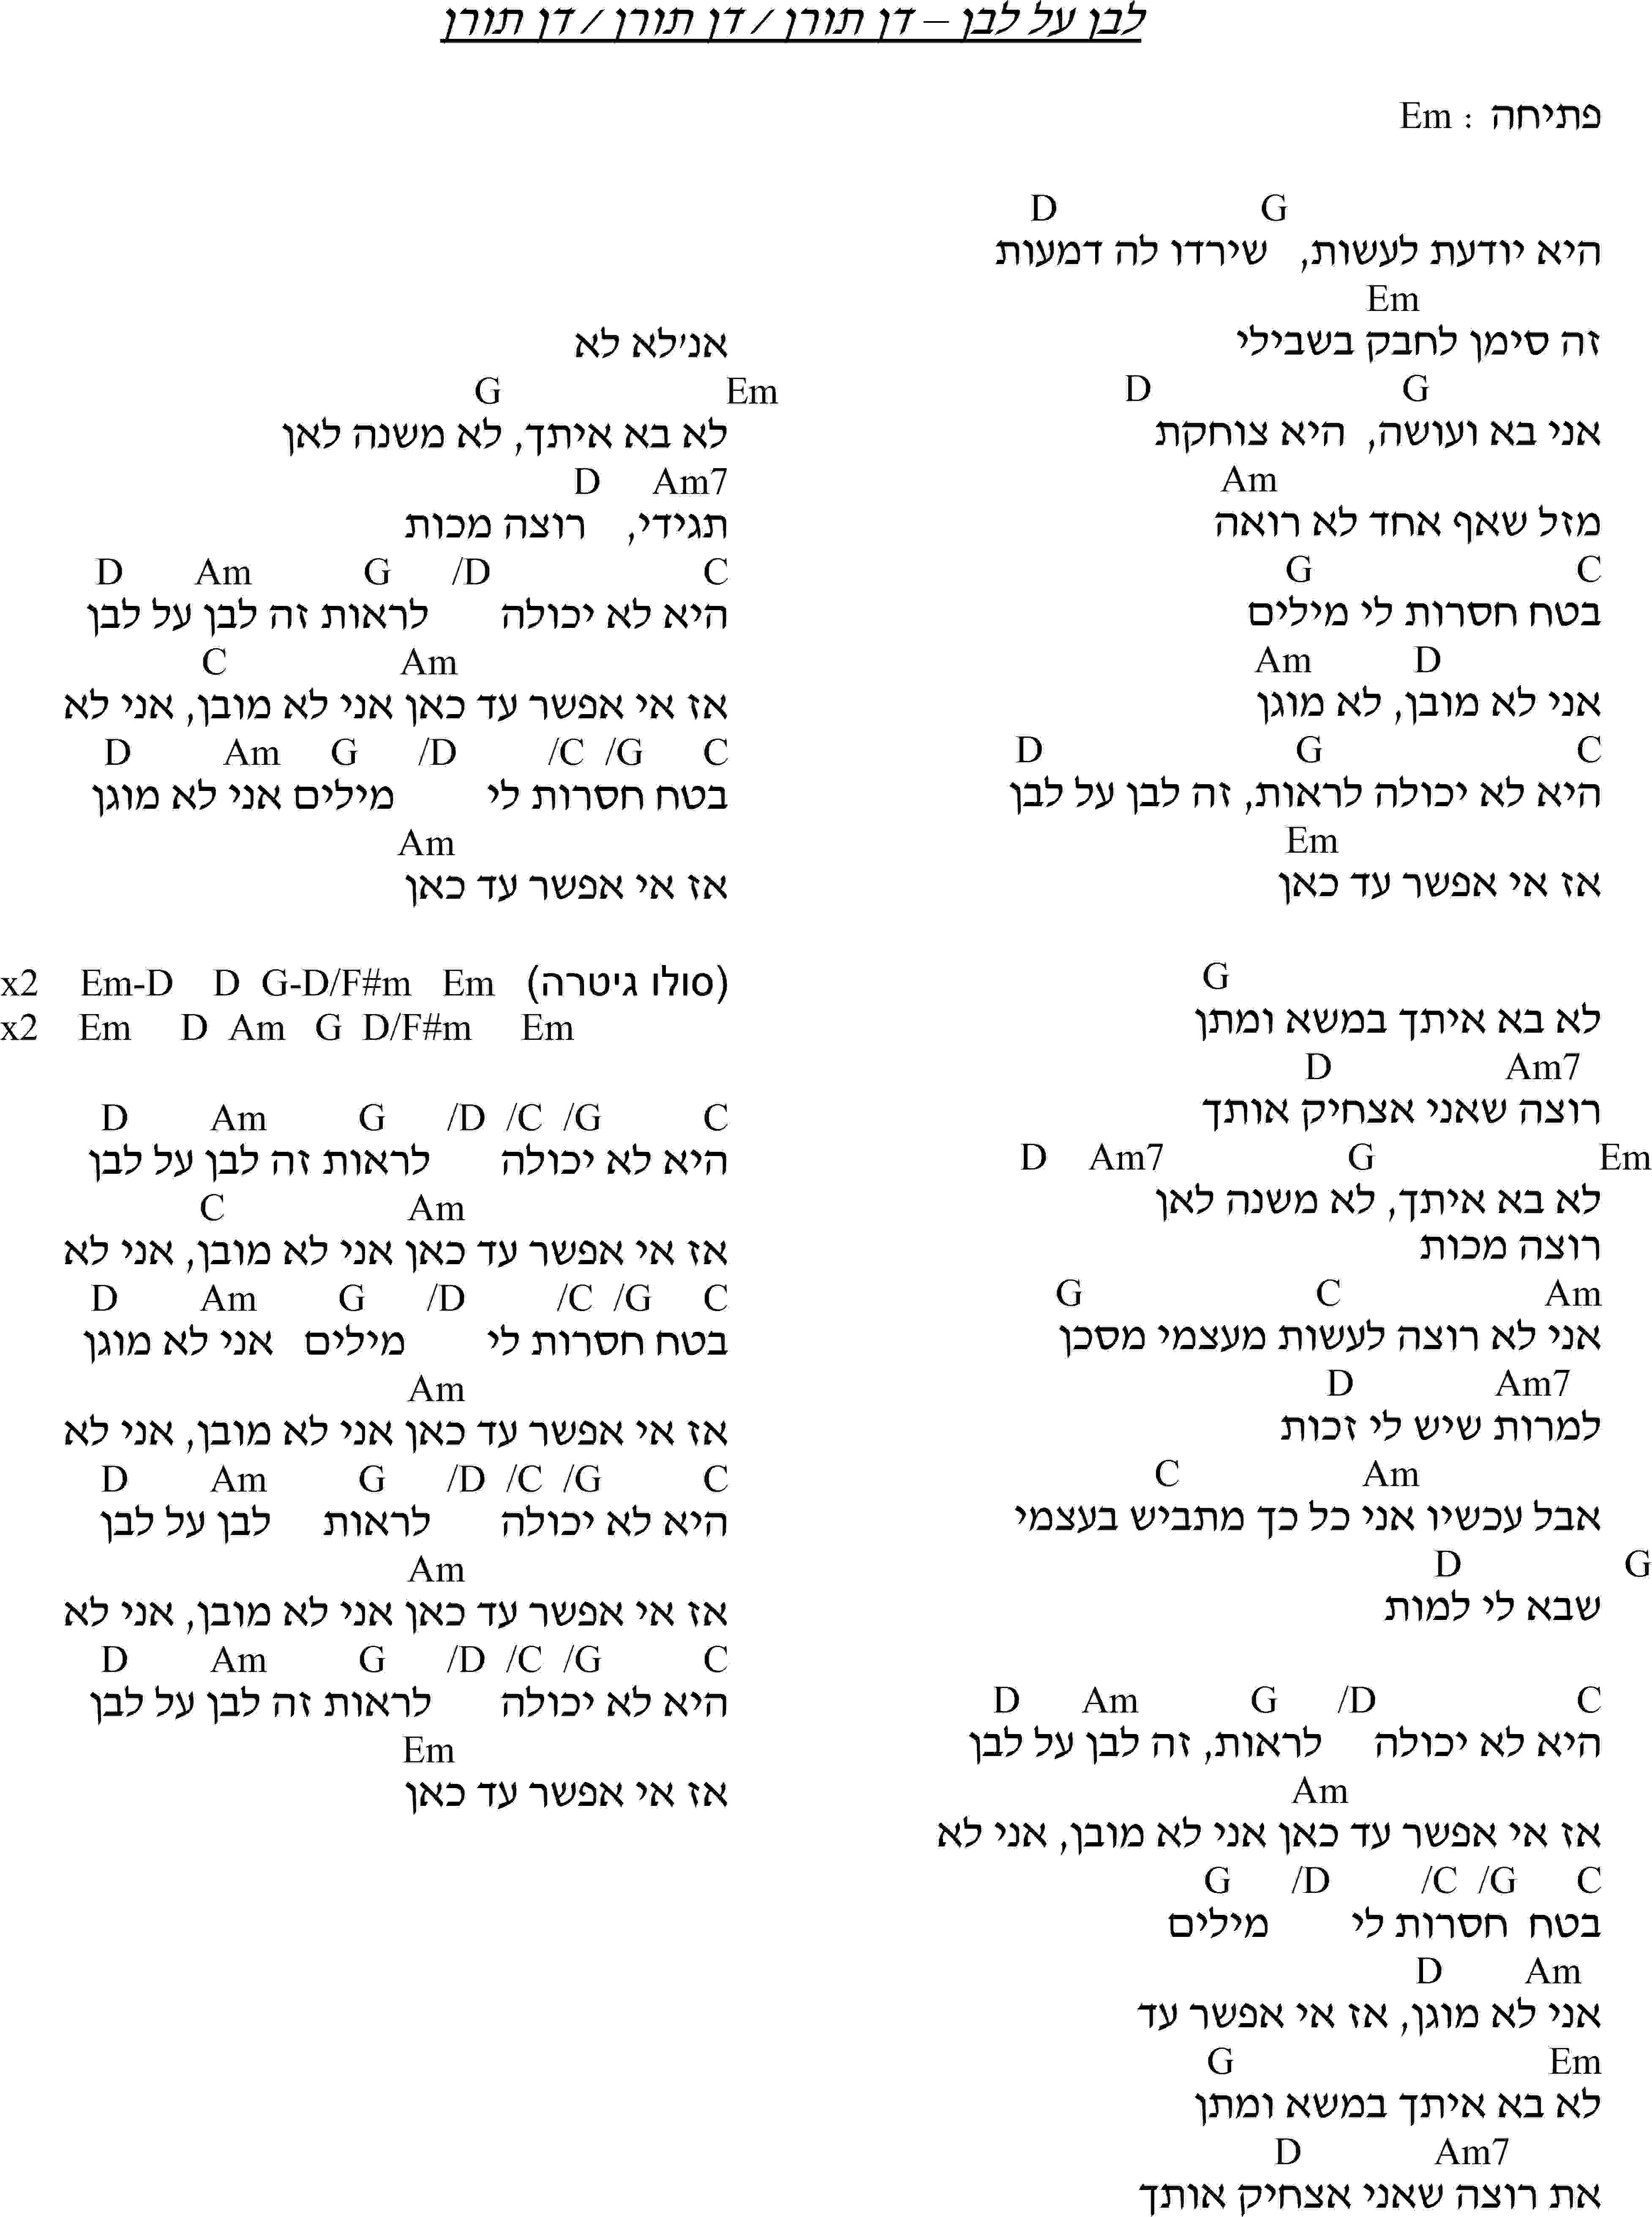 לבן על לבן – דן תורן / דן תורן / דן תורן
פתיחה : Em
D G
היא יודעת לעשות, שירדו לה דמעות
Em
זה סימן לחבק בשבילי
D G
אני בא ועושה, היא צוחקת
Am
מזל שאף אחד לא רואה
G C
בטח חסרות לי מילים
Am D
אני לא מובן, לא מוגן
D G C
היא לא יכולה לראות, זה לבן על לבן
Em
אז אי אפשר עד כאן
G
לא בא איתך במשא ומתן
D Am7
רוצה שאני אצחיק אותך
D Am7 G Em
לא בא איתך, לא משנה לאן
רוצה מכות
G C Am
אני לא רוצה לעשות מעצמי מסכן
D Am7
למרות שיש לי זכות
C Am
אבל עכשיו אני כל כך מתביש בעצמי
D G
שבא לי למות
D Am G /D C
היא לא יכולה לראות, זה לבן על לבן
Am
אז אי אפשר עד כאן אני לא מובן, אני לא
G /D /C /G C
בטח חסרות לי מילים
D Am
אני לא מוגן, אז אי אפשר עד
G Em
לא בא איתך במשא ומתן
D Am7
את רוצה שאני אצחיק אותך
אני'לא לא
G Em
לא בא איתך, לא משנה לאן
D Am7
תגידי, רוצה מכות
D Am G /D C
היא לא יכולה לראות זה לבן על לבן
C Am
אז אי אפשר עד כאן אני לא מובן, אני לא
D Am G /D /C /G C
בטח חסרות לי מילים אני לא מוגן
Am
אז אי אפשר עד כאן
x2 Em-D D G-D/F#m Em (סולו גיטרה)
x2 Em D Am G D/F#m Em
D Am G /D /C /G C
היא לא יכולה לראות זה לבן על לבן
C Am
אז אי אפשר עד כאן אני לא מובן, אני לא
D Am G /D /C /G C
בטח חסרות לי מילים אני לא מוגן
Am
אז אי אפשר עד כאן אני לא מובן, אני לא
D Am G /D /C /G C
היא לא יכולה לראות לבן על לבן
Am
אז אי אפשר עד כאן אני לא מובן, אני לא
D Am G /D /C /G C
היא לא יכולה לראות זה לבן על לבן
Em
אז אי אפשר עד כאן